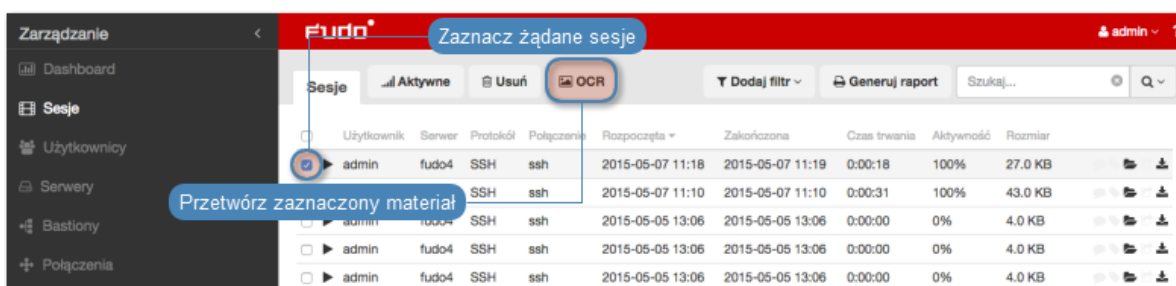 Zarządzanie
Fudo
Zaznacz żądane sesje
admin
Dashboard
Sesje
Aktywne
Usuń
OCR
Dodaj filtr
Generuj raport
Szukaj...
Sesje
Użytkownik Serwer Protokół Połączenie Rozpoczęta Zakończona Czas trwania Aktywność Rozmiar
Użytkownicy
admin fudo4 SSH ssh 2015-05-07 11:18 2015-05-07 11:19 0:00:18 100% 27.0 KB
Serwery
Przetwórz zaznaczony materiał
SSH ssh 2015-05-07 11:10 2015-05-07 11:10 0:00:31 100% 43.0 KB
Bastiony
admin fudo4 SSH ssh 2015-05-05 13:06 2015-05-05 13:06 0:00:00 0% 4.0 KB
admin fudo4 SSH ssh 2015-05-05 13:06 2015-05-05 13:06 0:00:00 0% 4.0 KB
Połączenia
admin fudo4 SSH ssh 2015-05-05 13:06 2015-05-05 13:06 0:00:00 0% 4.0 KB